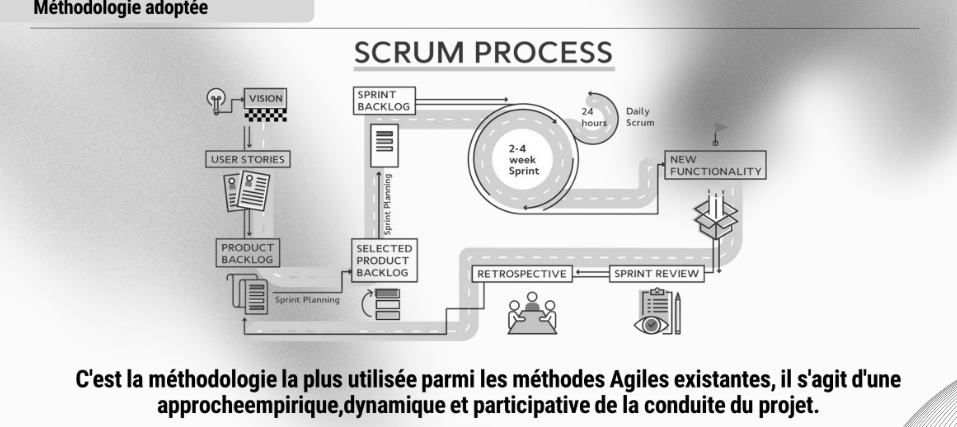 Méthodologie adoptée
SCRUM PROCESS
VISION
USER STORIES
PRODUCT
BACKLOG
Sprint Planning
SELECTED
PRODUCT
BACKLOG
Sprint Planning
SPRINT
BACKLOG
2-4
week
Sprint
24
hours
Daily
Scrum
NEW
FUNCTIONALITY
SPRINT REVIEW
RETROSPECTIVE
C'est la méthodologie la plus utilisée parmi les méthodes Agiles existantes, il s'agit d'une
approcheempirique,dynamique et participative de la conduite du projet.